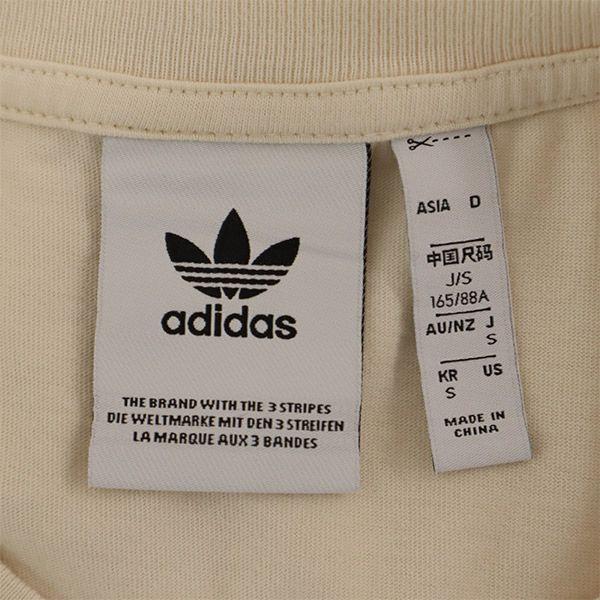 adidas
THE BRAND WITH THE 3 STRIPES
DIE WELTMARKE MIT DEN 3 STREIFEN
LA MARQUE AUX 3 BANDES
ASIA D
中国尺码
J/S
165/88A
AU/NZ J
S
KR US
S
MADE IN
CHINA